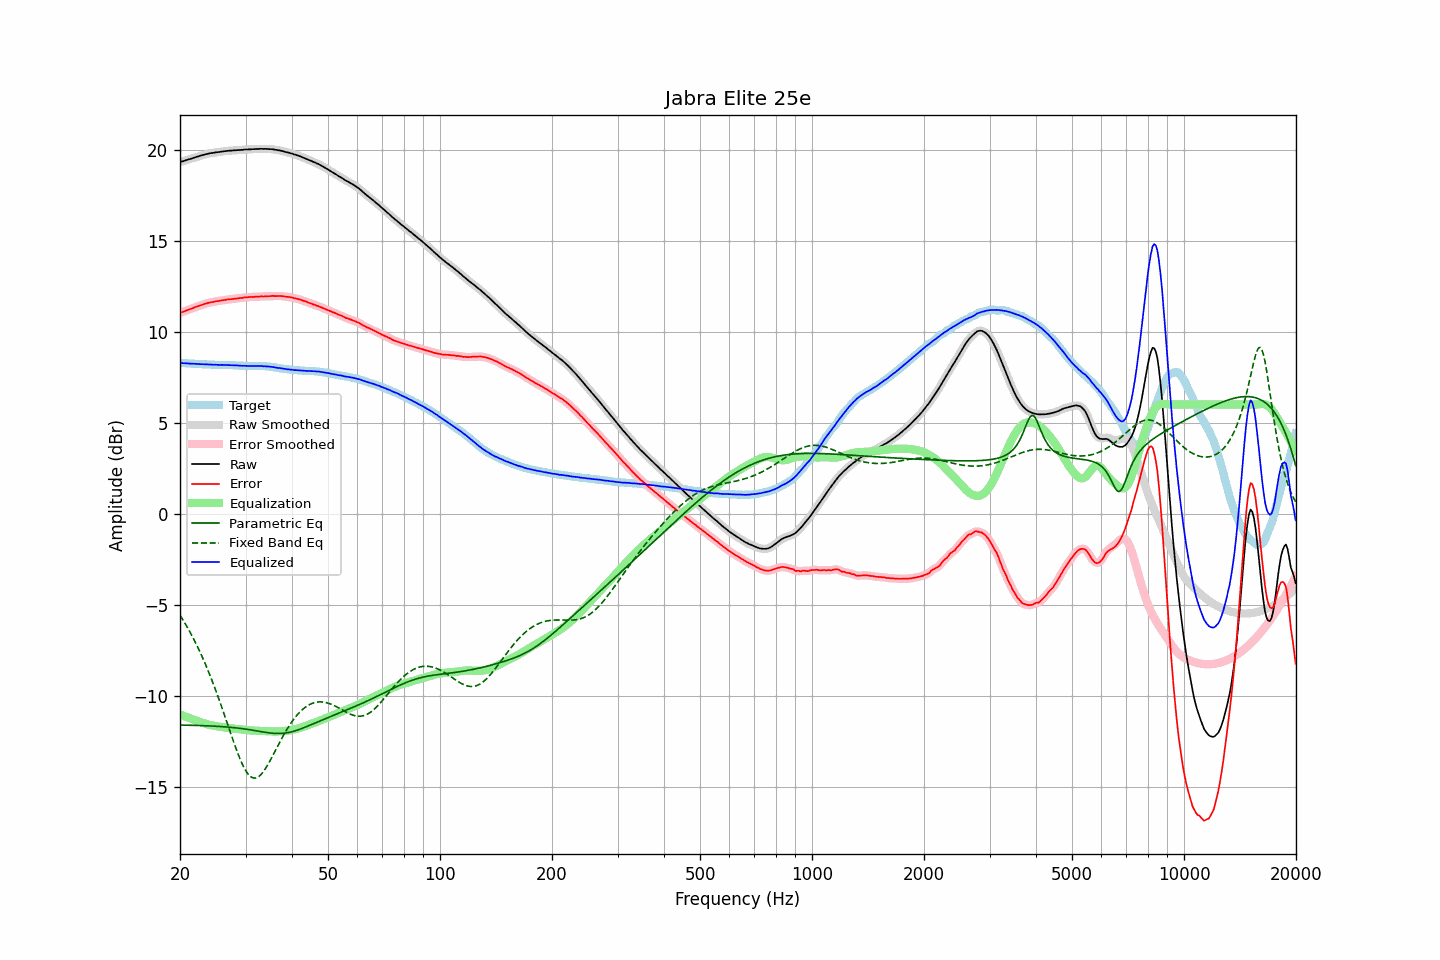 Jabra Elite 25e
Amplitude (dBr)
20
15
10
5
0
−5
−10
−15
Target
Raw Smoothed
Error Smoothed
Raw
Error
Equalization
Parametric Eq
Fixed Band Eq
Equalized
20 50 100 200 500 1000 2000 5000 10000 20000
Frequency (Hz)